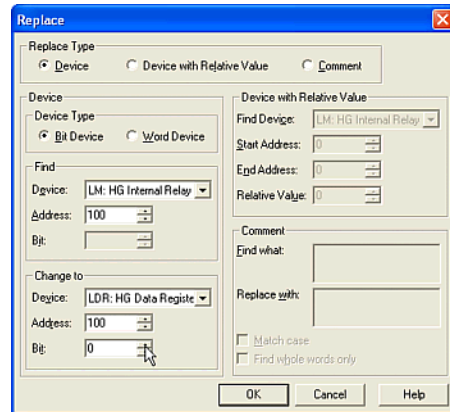 Replace
Replace Type
Device
Device with Relative Value
Comment
Device
Device Type
Bit Device
Word Device
Find
Device: LM: HG Internal Relay
Address: 100
Bit:
Change to
Device: LDR: HG Data Registe
Address: 100
Bit: 0
Device with Relative Value
Find Device: LM: HG Internal Relay
Start Address: 0
End Address: 0
Relative Value: 0
Comment
Find what:
Replace with:
Match case
Find whole words only
OK Cancel Help